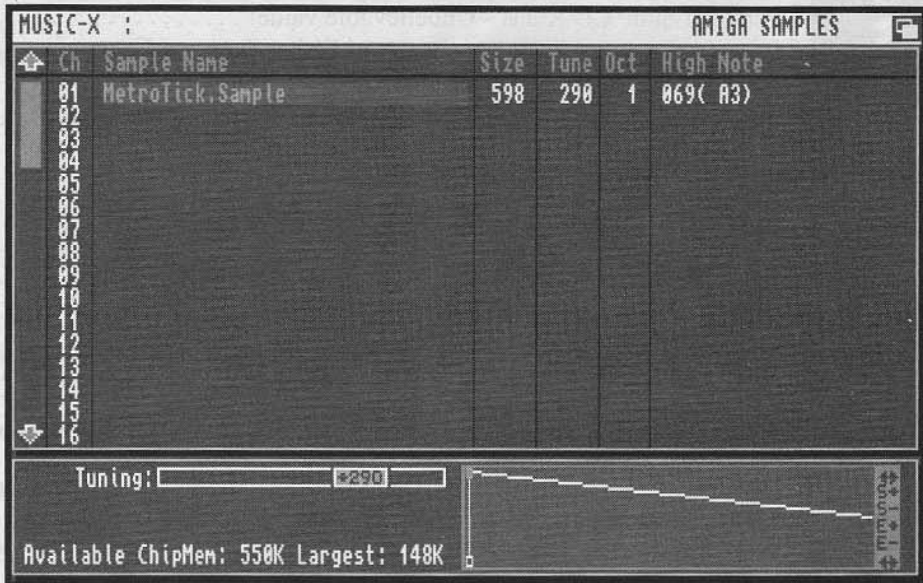 MUSIC-X : AMIGA SAMPLES
Ch Sample Name Size Tune Oct High Note
01 MetroTick.Sample 598 290 1 069( A3)
02
03
04
05
06
07
08
09
10
11
12
13
14
15
16
Tuning: +290
S+
S-
E+
E-
Available ChipMem: 550K Largest: 148K